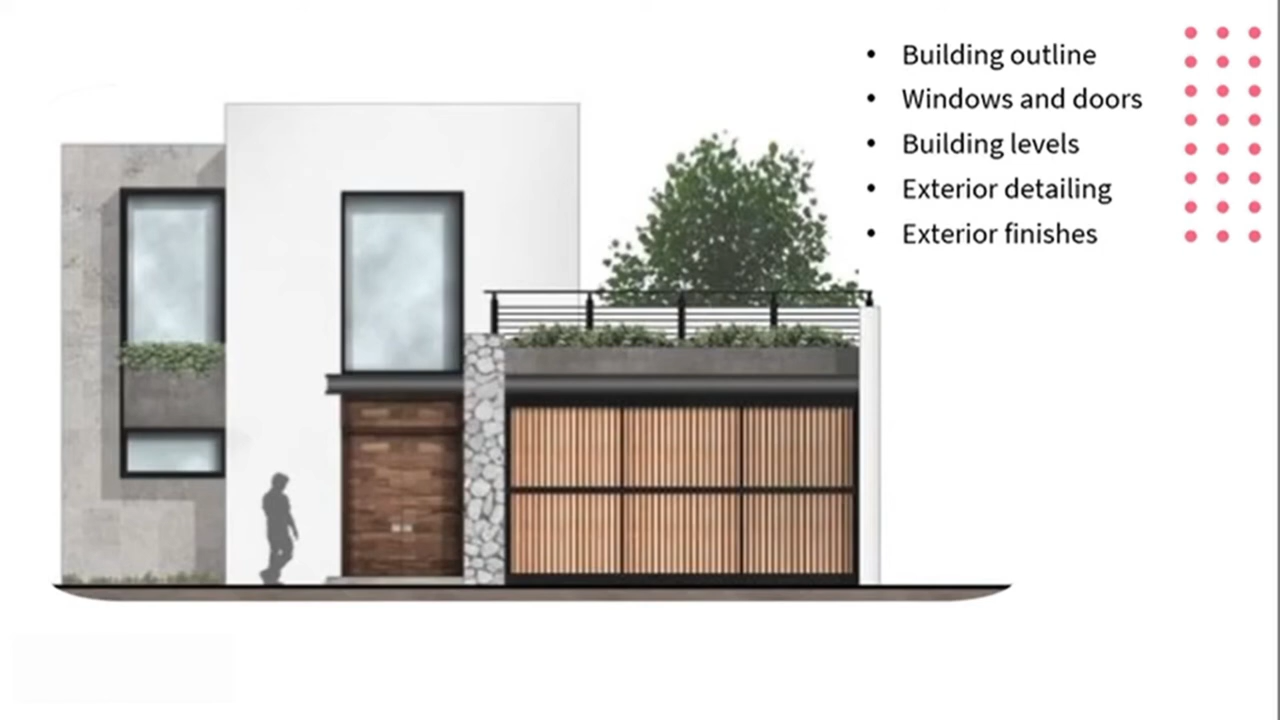 • Building outline
• Windows and doors
• Building levels
• Exterior detailing
• Exterior finishes